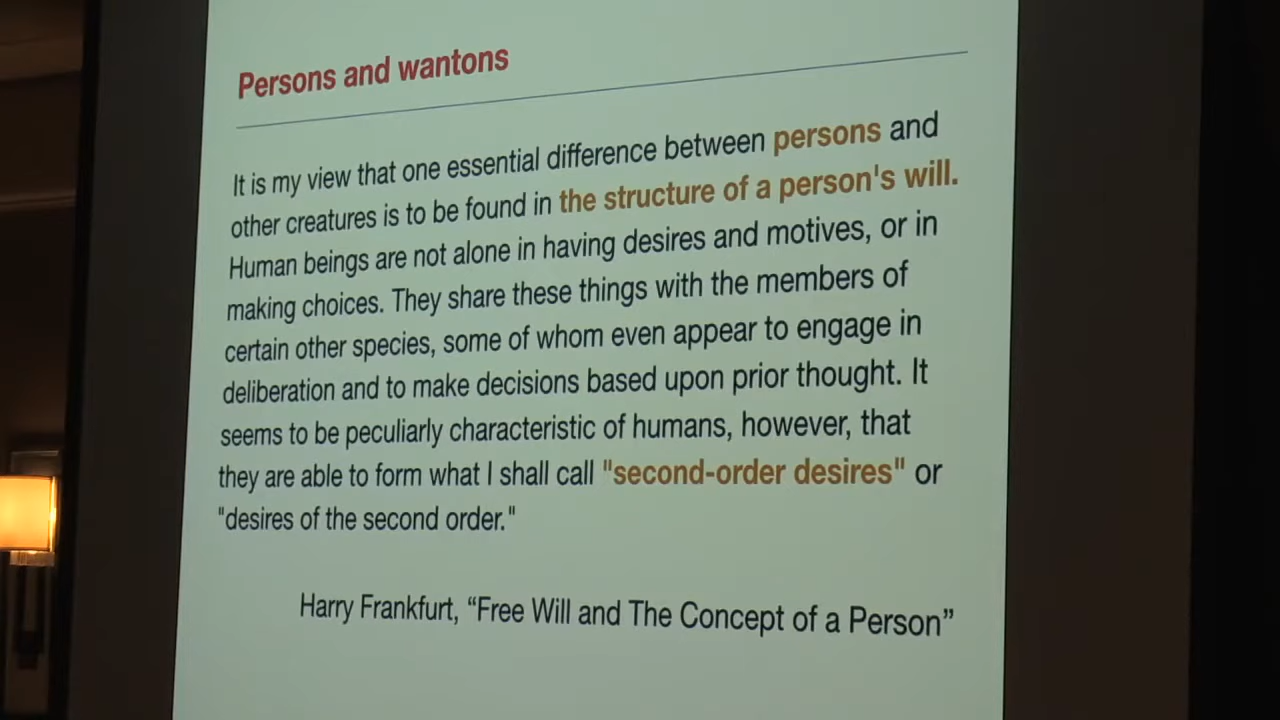 Persons and wantons
It is my view that one essential difference between persons and
other creatures is to be found in the structure of a person's will.
Human beings are not alone in having desires and motives, or in
making choices. They share these things with the members of
certain other species, some of whom even appear to engage in
deliberation and to make decisions based upon prior thought. It
seems to be peculiarly characteristic of humans, however, that
they are able to form what I shall call "second-order desires" or
"desires of the second order."
Harry Frankfurt, “Free Will and The Concept of a Person”